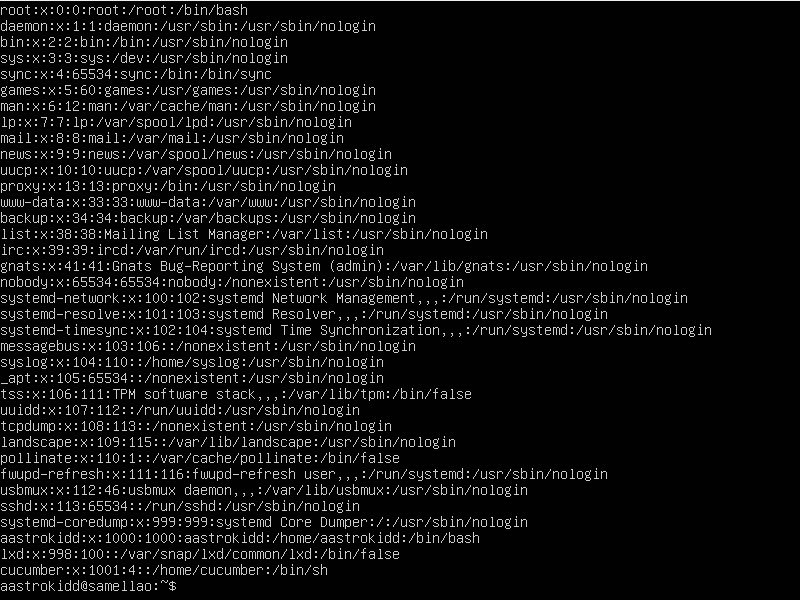 root:x:0:0:root:/root:/bin/bash
daemon:x:1:1:daemon:/usr/sbin:/usr/sbin/nologin
bin:x:2:2:bin:/bin:/usr/sbin/nologin
sys:x:3:3:sys:/dev:/usr/sbin/nologin
sync:x:4:65534:sync:/bin:/bin/sync
games:x:5:60:games:/usr/games:/usr/sbin/nologin
man:x:6:12:man:/var/cache/man:/usr/sbin/nologin
lp:x:7:7:lp:/var/spool/lpd:/usr/sbin/nologin
mail:x:8:8:mail:/var/mail:/usr/sbin/nologin
news:x:9:9:news:/var/spool/news:/usr/sbin/nologin
uucp:x:10:10:uucp:/var/spool/uucp:/usr/sbin/nologin
proxy:x:13:13:proxy:/bin:/usr/sbin/nologin
www-data:x:33:33:www-data:/var/www:/usr/sbin/nologin
backup:x:34:34:backup:/var/backups:/usr/sbin/nologin
list:x:38:38:Mailing List Manager:/var/list:/usr/sbin/nologin
irc:x:39:39:ircd:/var/run/ircd:/usr/sbin/nologin
gnats:x:41:41:Gnats Bug-Reporting System (admin):/var/lib/gnats:/usr/sbin/nologin
nobody:x:65534:65534:nobody:/nonexistent:/usr/sbin/nologin
systemd-network:x:100:102:systemd Network Management,,,:/run/systemd:/usr/sbin/nologin
systemd-resolve:x:101:103:systemd Resolver,,,:/run/systemd:/usr/sbin/nologin
systemd-timesync:x:102:104:systemd Time Synchronization,,,:/run/systemd:/usr/sbin/nologin
messagebus:x:103:106::/nonexistent:/usr/sbin/nologin
syslog:x:104:110::/home/syslog:/usr/sbin/nologin
_apt:x:105:65534::/nonexistent:/usr/sbin/nologin
tss:x:106:111:TPM software stack,,,:/var/lib/tpm:/bin/false
uuidd:x:107:112::/run/uuidd:/usr/sbin/nologin
tcpdump:x:108:113::/nonexistent:/usr/sbin/nologin
landscape:x:109:115::/var/lib/landscape:/usr/sbin/nologin
pollinate:x:110:1::/var/cache/pollinate:/bin/false
fwupd-refresh:x:111:116:fwupd-refresh user,,,:/run/systemd:/usr/sbin/nologin
usbmux:x:112:46:usbmux daemon,,,:/var/lib/usbmux:/usr/sbin/nologin
sshd:x:113:65534::/run/sshd:/usr/sbin/nologin
systemd-coredump:x:999:999:systemd Core Dumper:/:/usr/sbin/nologin
aastrokidd:x:1000:1000:aastrokidd:/home/aastrokidd:/bin/bash
lxd:x:998:100::/var/snap/lxd/common/lxd:/bin/false
cucumber:x:1001:4::/home/cucumber:/bin/sh
aastrokidd@samellao:~$